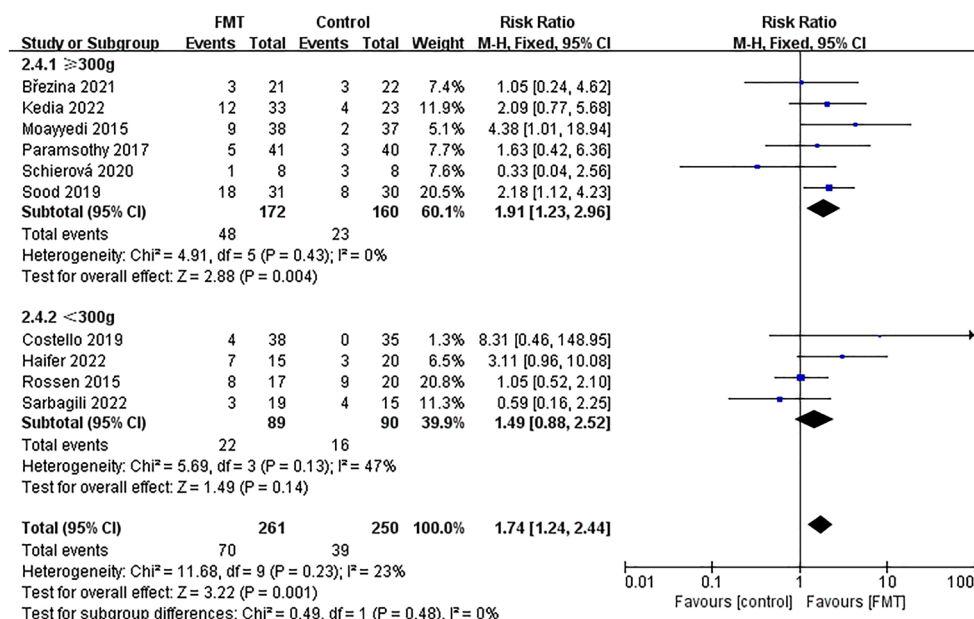 FMT Control Risk Ratio Risk Ratio
Study or Subgroup Events Total Events Total Weight M-H, Fixed, 95% CI M-H, Fixed, 95% CI
2.4.1 ≥300g
Březina 2021 3 21 3 22 7.4% 1.05 [0.24, 4.62]
Kedia 2022 12 33 4 23 11.9% 2.09 [0.77, 5.68]
Moayyedi 2015 9 38 2 37 5.1% 4.38 [1.01, 18.94]
Paramsothy 2017 5 41 3 40 7.7% 1.63 [0.42, 6.36]
Schierová 2020 1 8 3 8 7.6% 0.33 [0.04, 2.56]
Sood 2019 18 31 8 30 20.5% 2.18 [1.12, 4.23]
Subtotal (95% CI) 172 160 60.1% 1.91 [1.23, 2.96]
Total events 48 23
Heterogeneity: Chi² = 4.91, df = 5 (P = 0.43); I² = 0%
Test for overall effect: Z = 2.88 (P = 0.004)
2.4.2 <300g
Costello 2019 4 38 0 35 1.3% 8.31 [0.46, 148.95]
Haifer 2022 7 15 3 20 6.5% 3.11 [0.96, 10.08]
Rossen 2015 8 17 9 20 20.8% 1.05 [0.52, 2.10]
Sarbagili 2022 3 19 4 15 11.3% 0.59 [0.16, 2.25]
Subtotal (95% CI) 89 90 39.9% 1.49 [0.88, 2.52]
Total events 22 16
Heterogeneity: Chi² = 5.69, df = 3 (P = 0.13); I² = 47%
Test for overall effect: Z = 1.49 (P = 0.14)
Total (95% CI) 261 250 100.0% 1.74 [1.24, 2.44]
Total events 70 39
Heterogeneity: Chi² = 11.68, df = 9 (P = 0.23); I² = 23%
Test for overall effect: Z = 3.22 (P = 0.001)
Test for subgroup differences: Chi² = 0.49, df = 1 (P = 0.48), I² = 0%
0.01 0.1 1 10 100
Favours [control] Favours [FMT]